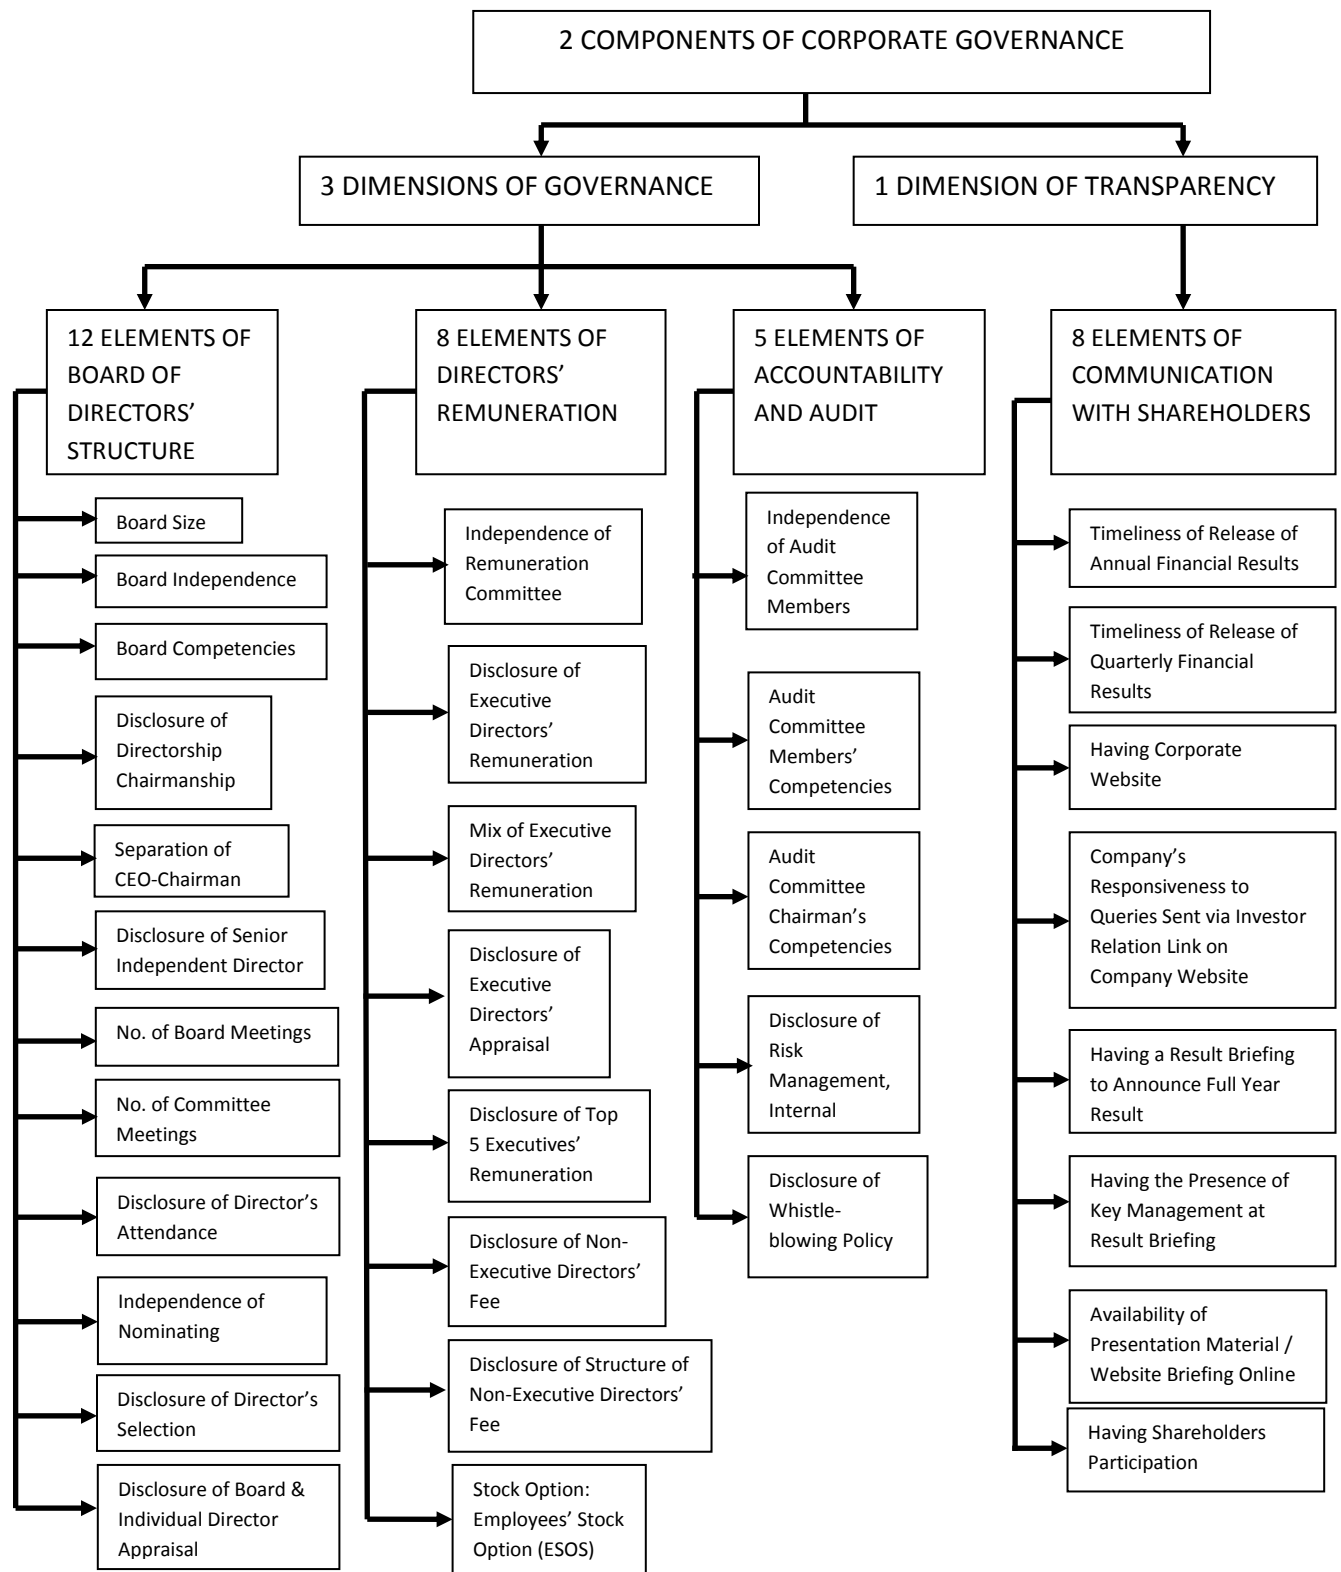 2 COMPONENTS OF CORPORATE GOVERNANCE
3 DIMENSIONS OF GOVERNANCE
1 DIMENSION OF TRANSPARENCY
12 ELEMENTS OF
BOARD OF
DIRECTORS’
STRUCTURE
Board Size
Board Independence
Board Competencies
Disclosure of
Directorship
Chairmanship
Separation of
CEO-Chairman
Disclosure of Senior
Independent Director
No. of Board Meetings
No. of Committee
Meetings
Disclosure of Director’s
Attendance
Independence of
Nominating
Disclosure of Director’s
Selection
Disclosure of Board &
Individual Director
Appraisal
8 ELEMENTS OF
DIRECTORS’
REMUNERATION
Independence of
Remuneration
Committee
Disclosure of
Executive
Directors’
Remuneration
Mix of Executive
Directors’
Remuneration
Disclosure of
Executive
Directors’
Appraisal
Disclosure of Top
5 Executives’
Remuneration
Disclosure of Non-
Executive Directors’
Fee
Disclosure of Structure of
Non-Executive Directors’
Fee
Stock Option:
Employees’ Stock
Option (ESOS)
5 ELEMENTS OF
ACCOUNTABILITY
AND AUDIT
Independence
of Audit
Committee
Members
Audit
Committee
Members’
Competencies
Audit
Committee
Chairman’s
Competencies
Disclosure of
Risk
Management,
Internal
Disclosure of
Whistle-
blowing Policy
8 ELEMENTS OF
COMMUNICATION
WITH SHAREHOLDERS
Timeliness of Release of
Annual Financial Results
Timeliness of Release of
Quarterly Financial
Results
Having Corporate
Website
Company’s
Responsiveness to
Queries Sent via Investor
Relation Link on
Company Website
Having a Result Briefing
to Announce Full Year
Result
Having the Presence of
Key Management at
Result Briefing
Availability of
Presentation Material /
Website Briefing Online
Having Shareholders
Participation